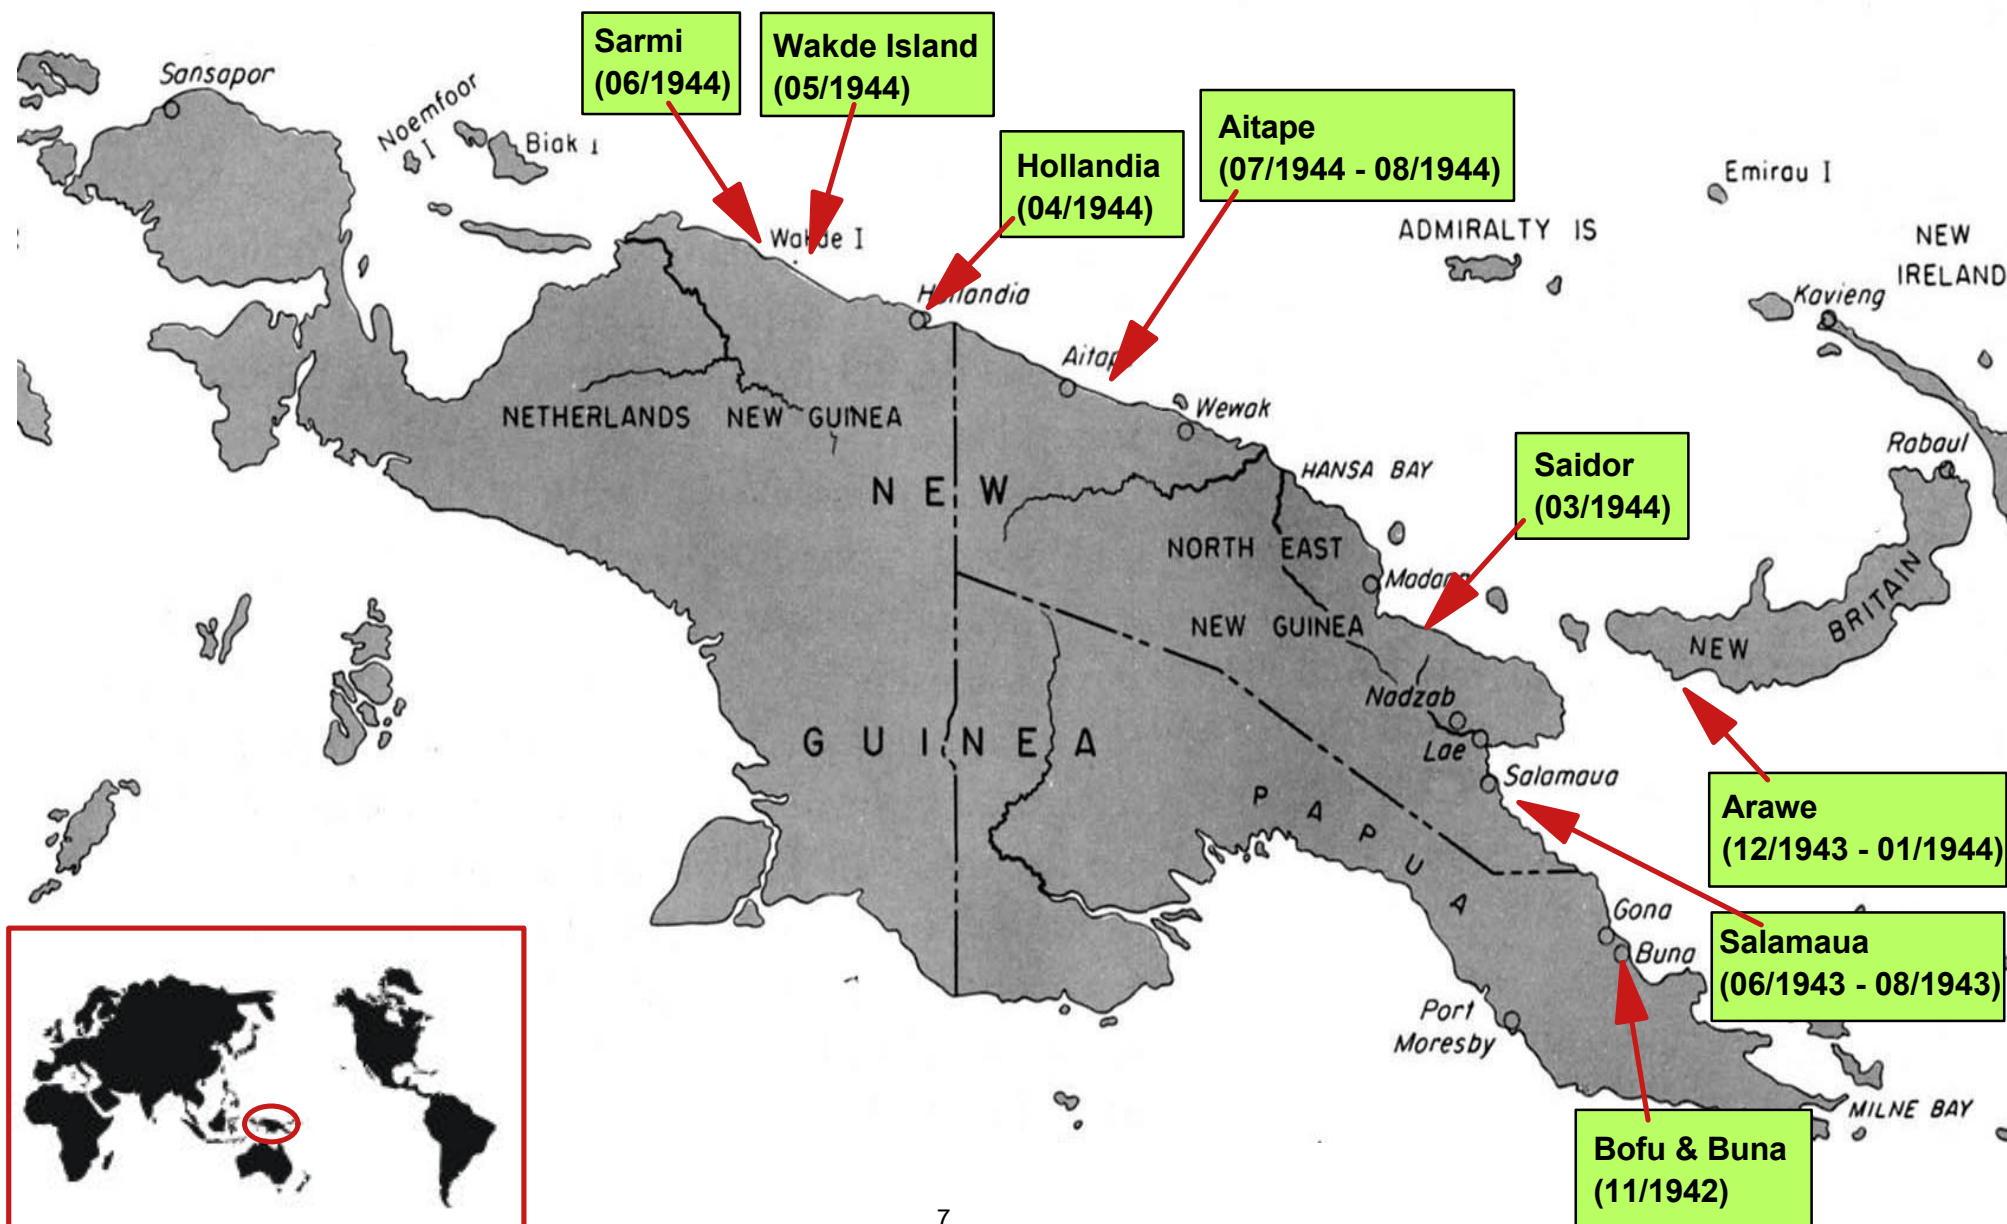 Sarmi
(06/1944)
Wakde Island
(05/1944)
Sansapor
Noemfoor
I
Biak I
Hollandia
(04/1944)
Aitape
(07/1944 - 08/1944)
Emirau I
ADMIRALTY IS
NEW
IRELAND
Wakde I
Hollandia
Kavieng
Aitape
Wewak
NETHERLANDS NEW GUINEA
Rabaul
HANSA BAY
Saidor
(03/1944)
NEW
NORTH EAST
NEW GUINEA
Madang
NEW BRITAIN
Nadzab
Lae
GUINEA
Salamaua
PAPUA
Arawe
(12/1943 - 01/1944)
Gona
Buna
Salamaua
(06/1943 - 08/1943)
Port
Moresby
MILNE BAY
Bofu & Buna
(11/1942)
7